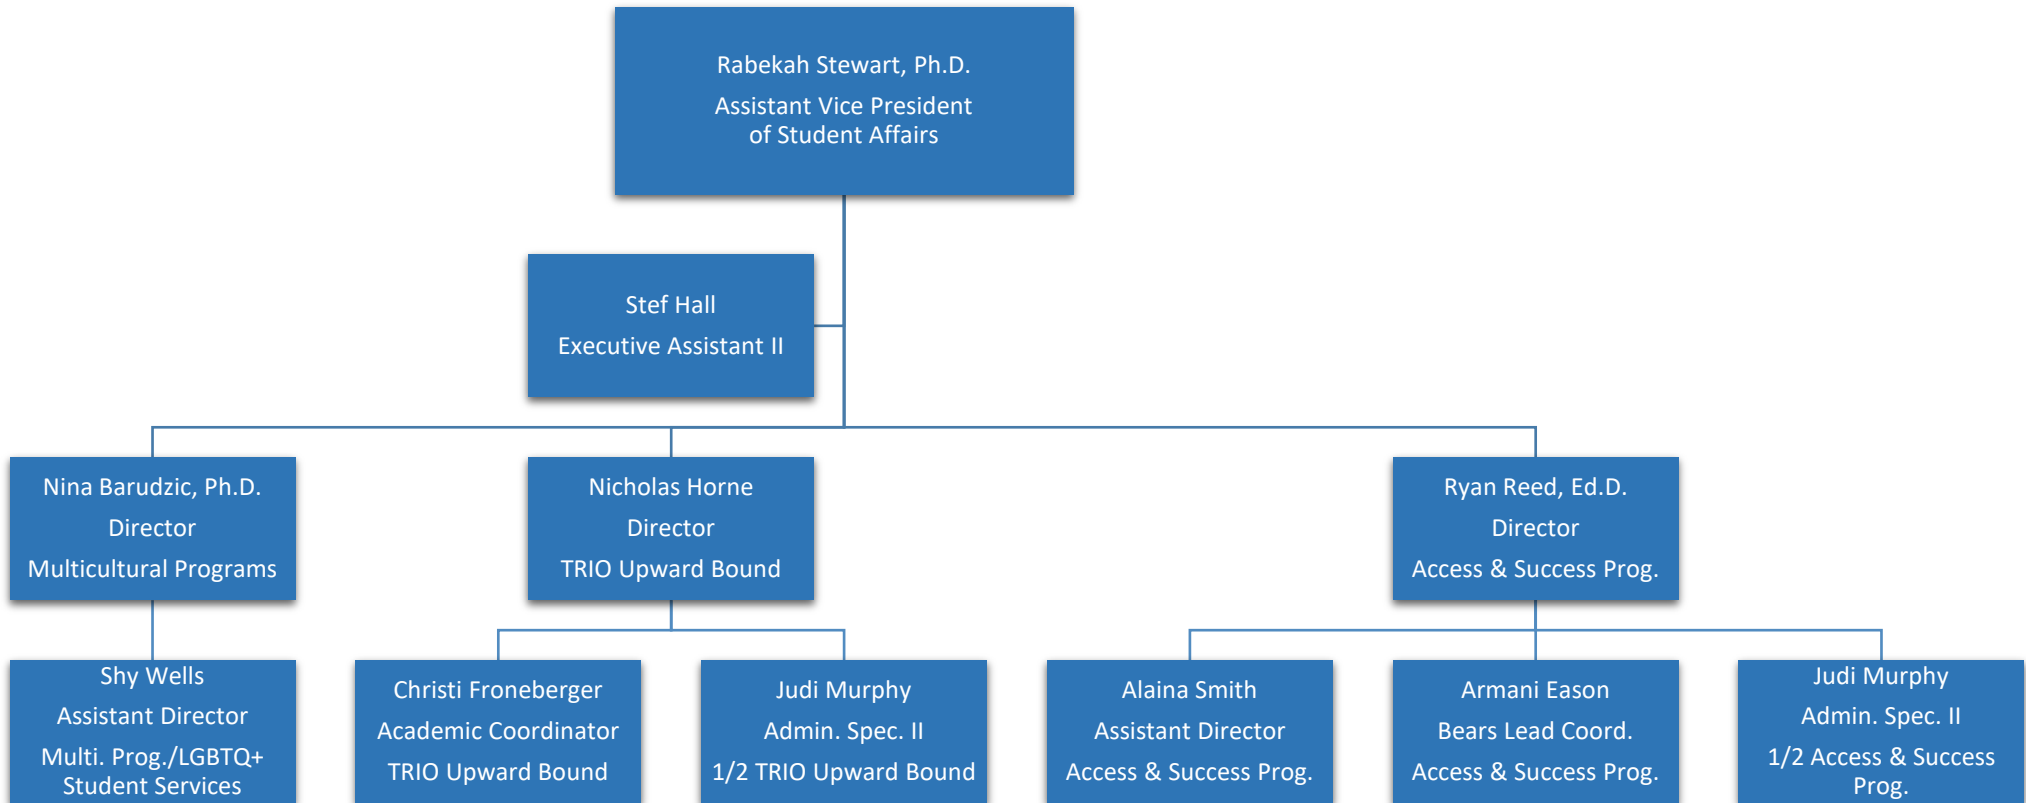 Rabekah Stewart, Ph.D.
Assistant Vice President
of Student Affairs
Stef Hall
Executive Assistant II
Nina Barudzic, Ph.D.
Director
Multicultural Programs
Nicholas Horne
Director
TRIO Upward Bound
Ryan Reed, Ed.D.
Director
Access & Success Prog.
Shy Wells
Assistant Director
Multi. Prog./LGBTQ+
Student Services
Christi Froneberger
Academic Coordinator
TRIO Upward Bound
Judi Murphy
Admin. Spec. II
1/2 TRIO Upward Bound
Alaina Smith
Assistant Director
Access & Success Prog.
Armani Eason
Bears Lead Coord.
Access & Success Prog.
Judi Murphy
Admin. Spec. II
1/2 Access & Success
Prog.